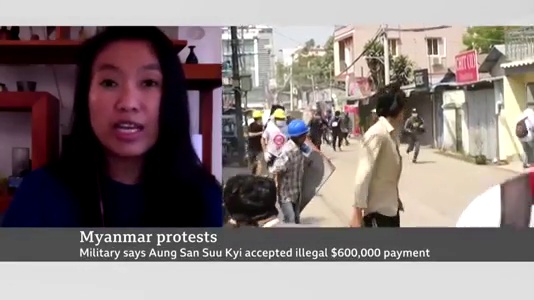 Myanmar protests
Military says Aung San Suu Kyi accepted illegal $600,000 payment